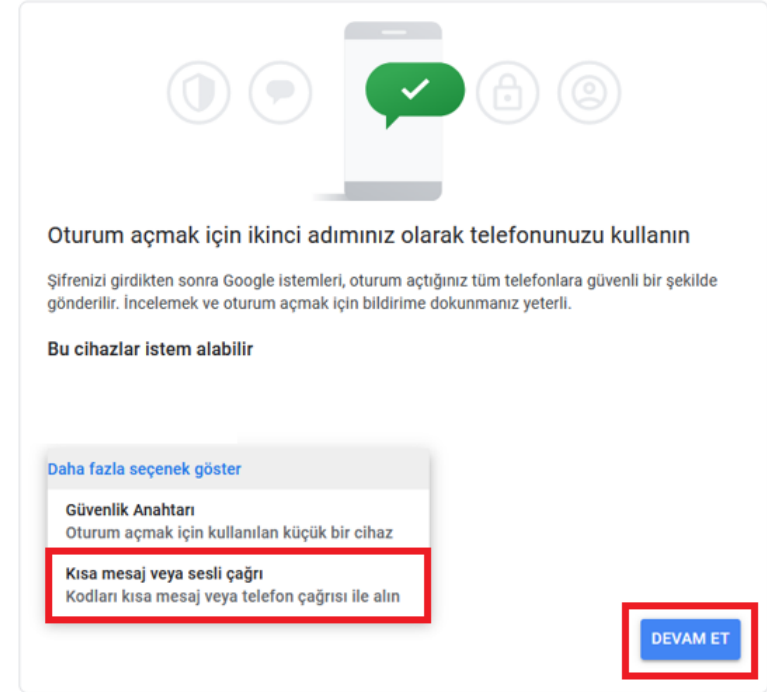 Oturum açmak için ikinci adımınız olarak telefonunuzu kullanın
Şifrenizi girdikten sonra Google istemleri, oturum açtığınız tüm telefonlara güvenli bir şekilde
gönderilir. İncelemek ve oturum açmak için bildirime dokunmanız yeterli.
Bu cihazlar istem alabilir
Daha fazla seçenek göster
Güvenlik Anahtarı
Oturum açmak için kullanılan küçük bir cihaz
Kısa mesaj veya sesli çağrı
Kodları kısa mesaj veya telefon çağrısı ile alın
DEVAM ET